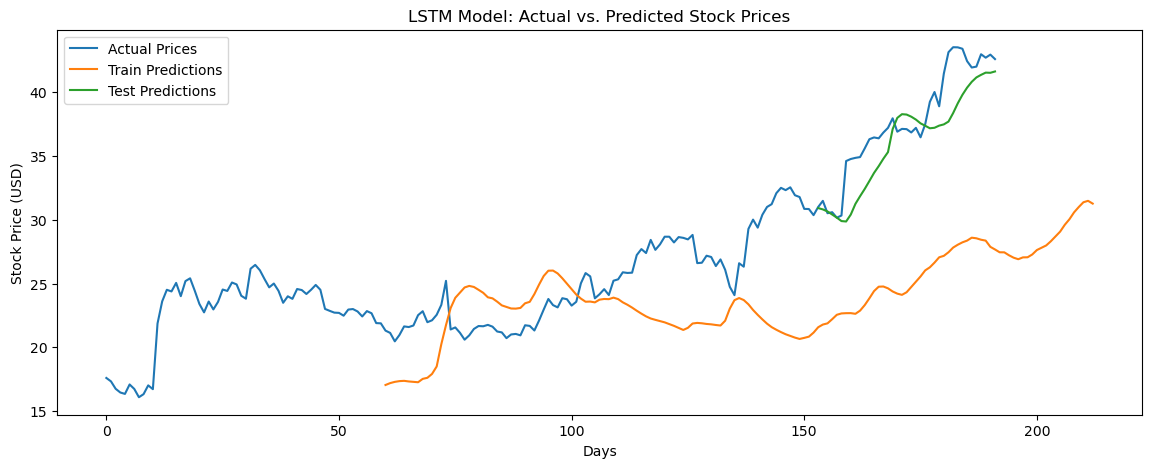 LSTM Model: Actual vs. Predicted Stock Prices
Actual Prices
Train Predictions
Test Predictions
Stock Price (USD)
40
35
30
25
20
15
0 50 100 150 200
Days